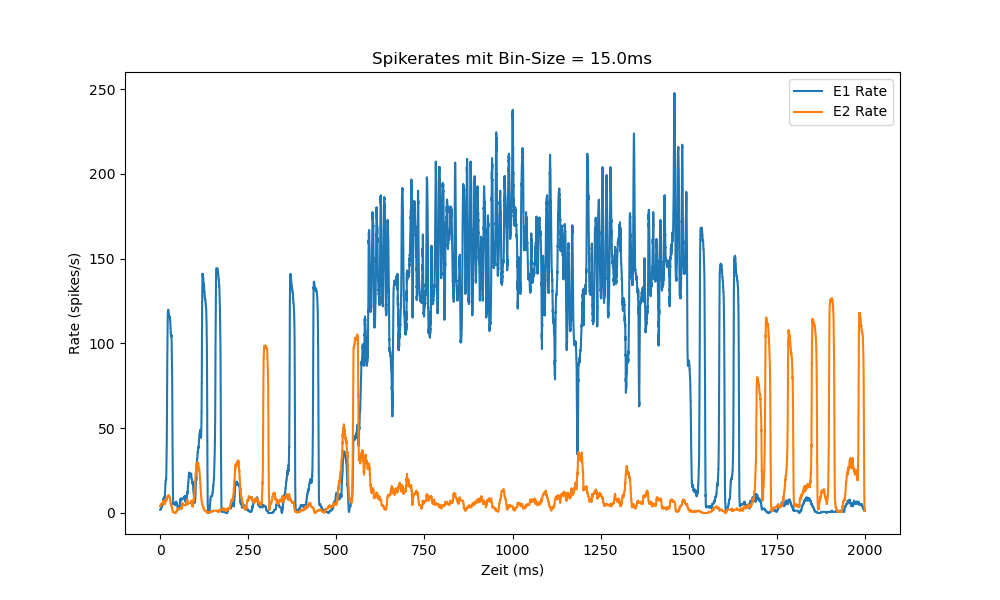 Spikerates mit Bin-Size = 15.0ms
E1 Rate
E2 Rate
Rate (spikes/s)
250
200
150
100
50
0
0 250 500 750 1000 1250 1500 1750 2000
Zeit (ms)